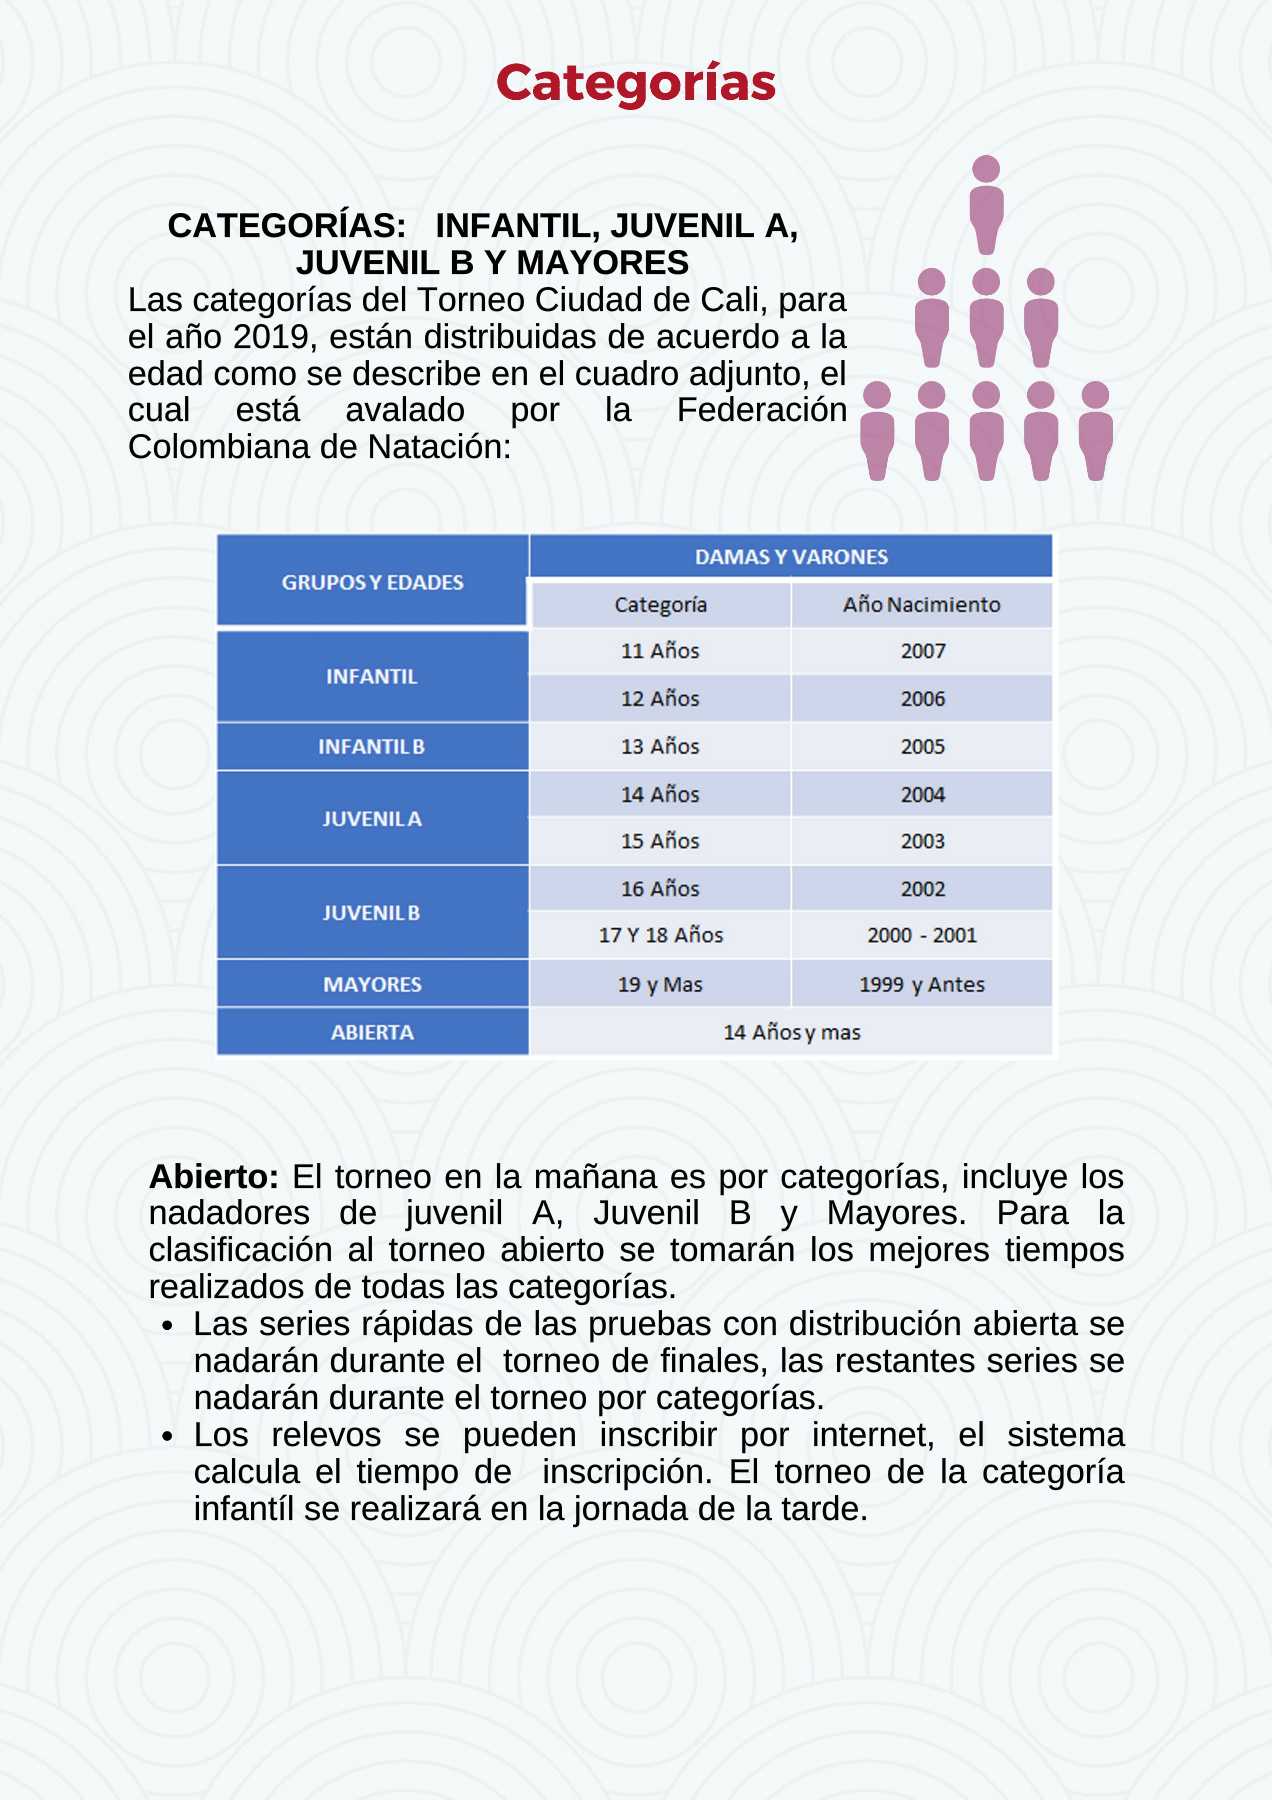 Categorías
CATEGORÍAS: INFANTIL, JUVENIL A,
JUVENIL B Y MAYORES
Las categorías del Torneo Ciudad de Cali, para
el año 2019, están distribuidas de acuerdo a la
edad como se describe en el cuadro adjunto, el
cual está avalado por la Federación
Colombiana de Natación:
GRUPOS Y EDADES
DAMAS Y VARONES
Categoría Año Nacimiento
INFANTIL
11 Años 2007
12 Años 2006
INFANTIL B 13 Años 2005
JUVENIL A
14 Años 2004
15 Años 2003
JUVENIL B
16 Años 2002
17 Y 18 Años 2000 - 2001
MAYORES 19 y Mas 1999 y Antes
ABIERTA 14 Años y mas
Abierto: El torneo en la mañana es por categorías, incluye los
nadadores de juvenil A, Juvenil B y Mayores. Para la
clasificación al torneo abierto se tomarán los mejores tiempos
realizados de todas las categorías.
• Las series rápidas de las pruebas con distribución abierta se
nadarán durante el torneo de finales, las restantes series se
nadarán durante el torneo por categorías.
• Los relevos se pueden inscribir por internet, el sistema
calcula el tiempo de inscripción. El torneo de la categoría
infantíl se realizará en la jornada de la tarde.